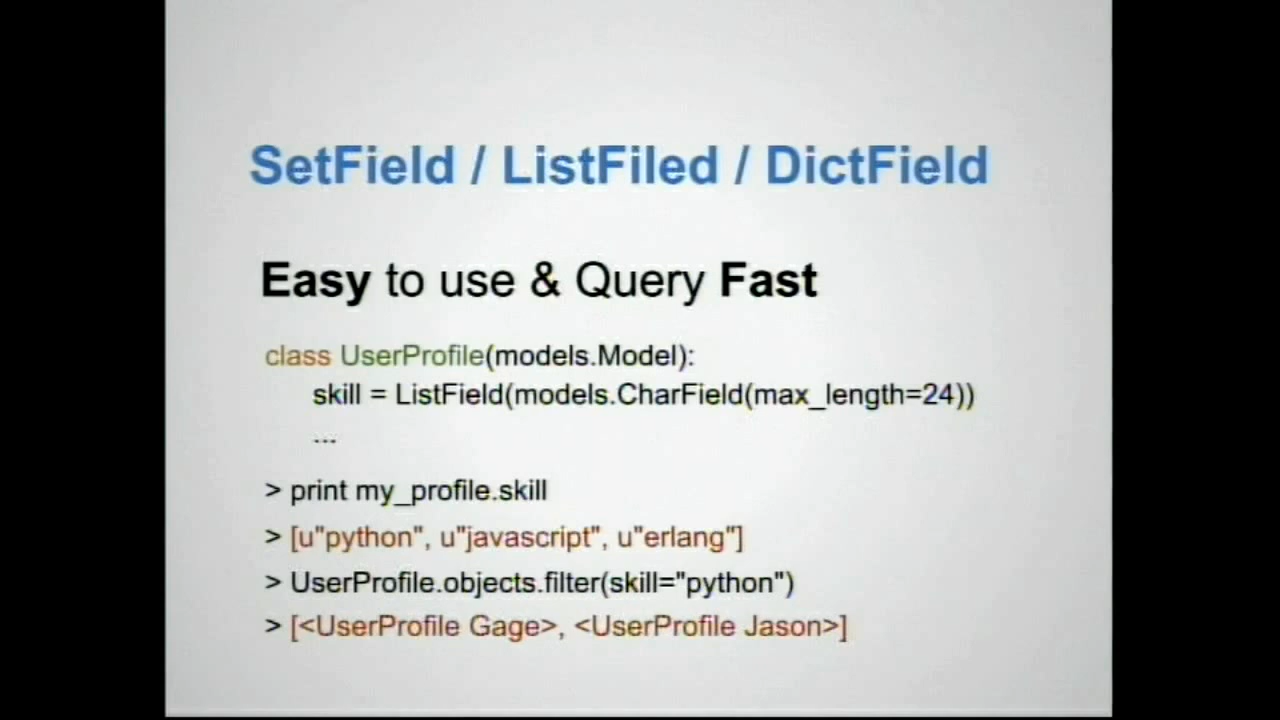 SetField / ListFiled / DictField
Easy to use & Query Fast
class UserProfile(models.Model):
skill = ListField(models.CharField(max_length=24))
...
> print my_profile.skill
> [u"python", u"javascript", u"erlang"]
> UserProfile.objects.filter(skill="python")
> [<UserProfile Gage>, <UserProfile Jason>]